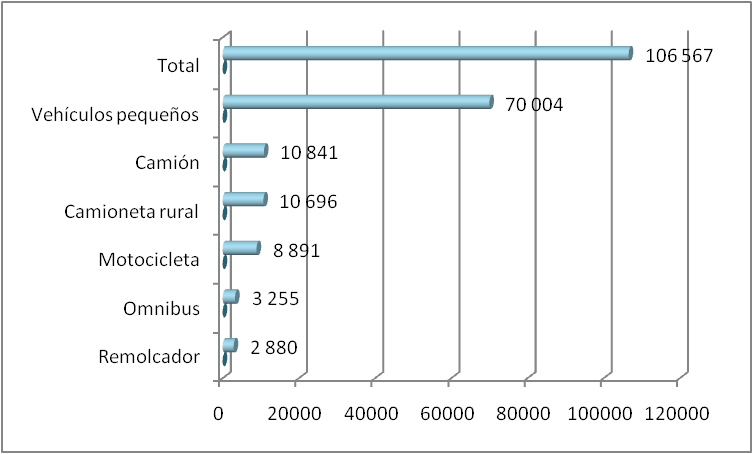 Total 106 567
Vehículos pequeños 70 004
Camión 10 841
Camioneta rural 10 696
Motocicleta 8 891
Omnibus 3 255
Remolcador 2 880
0 20000 40000 60000 80000 100000 120000